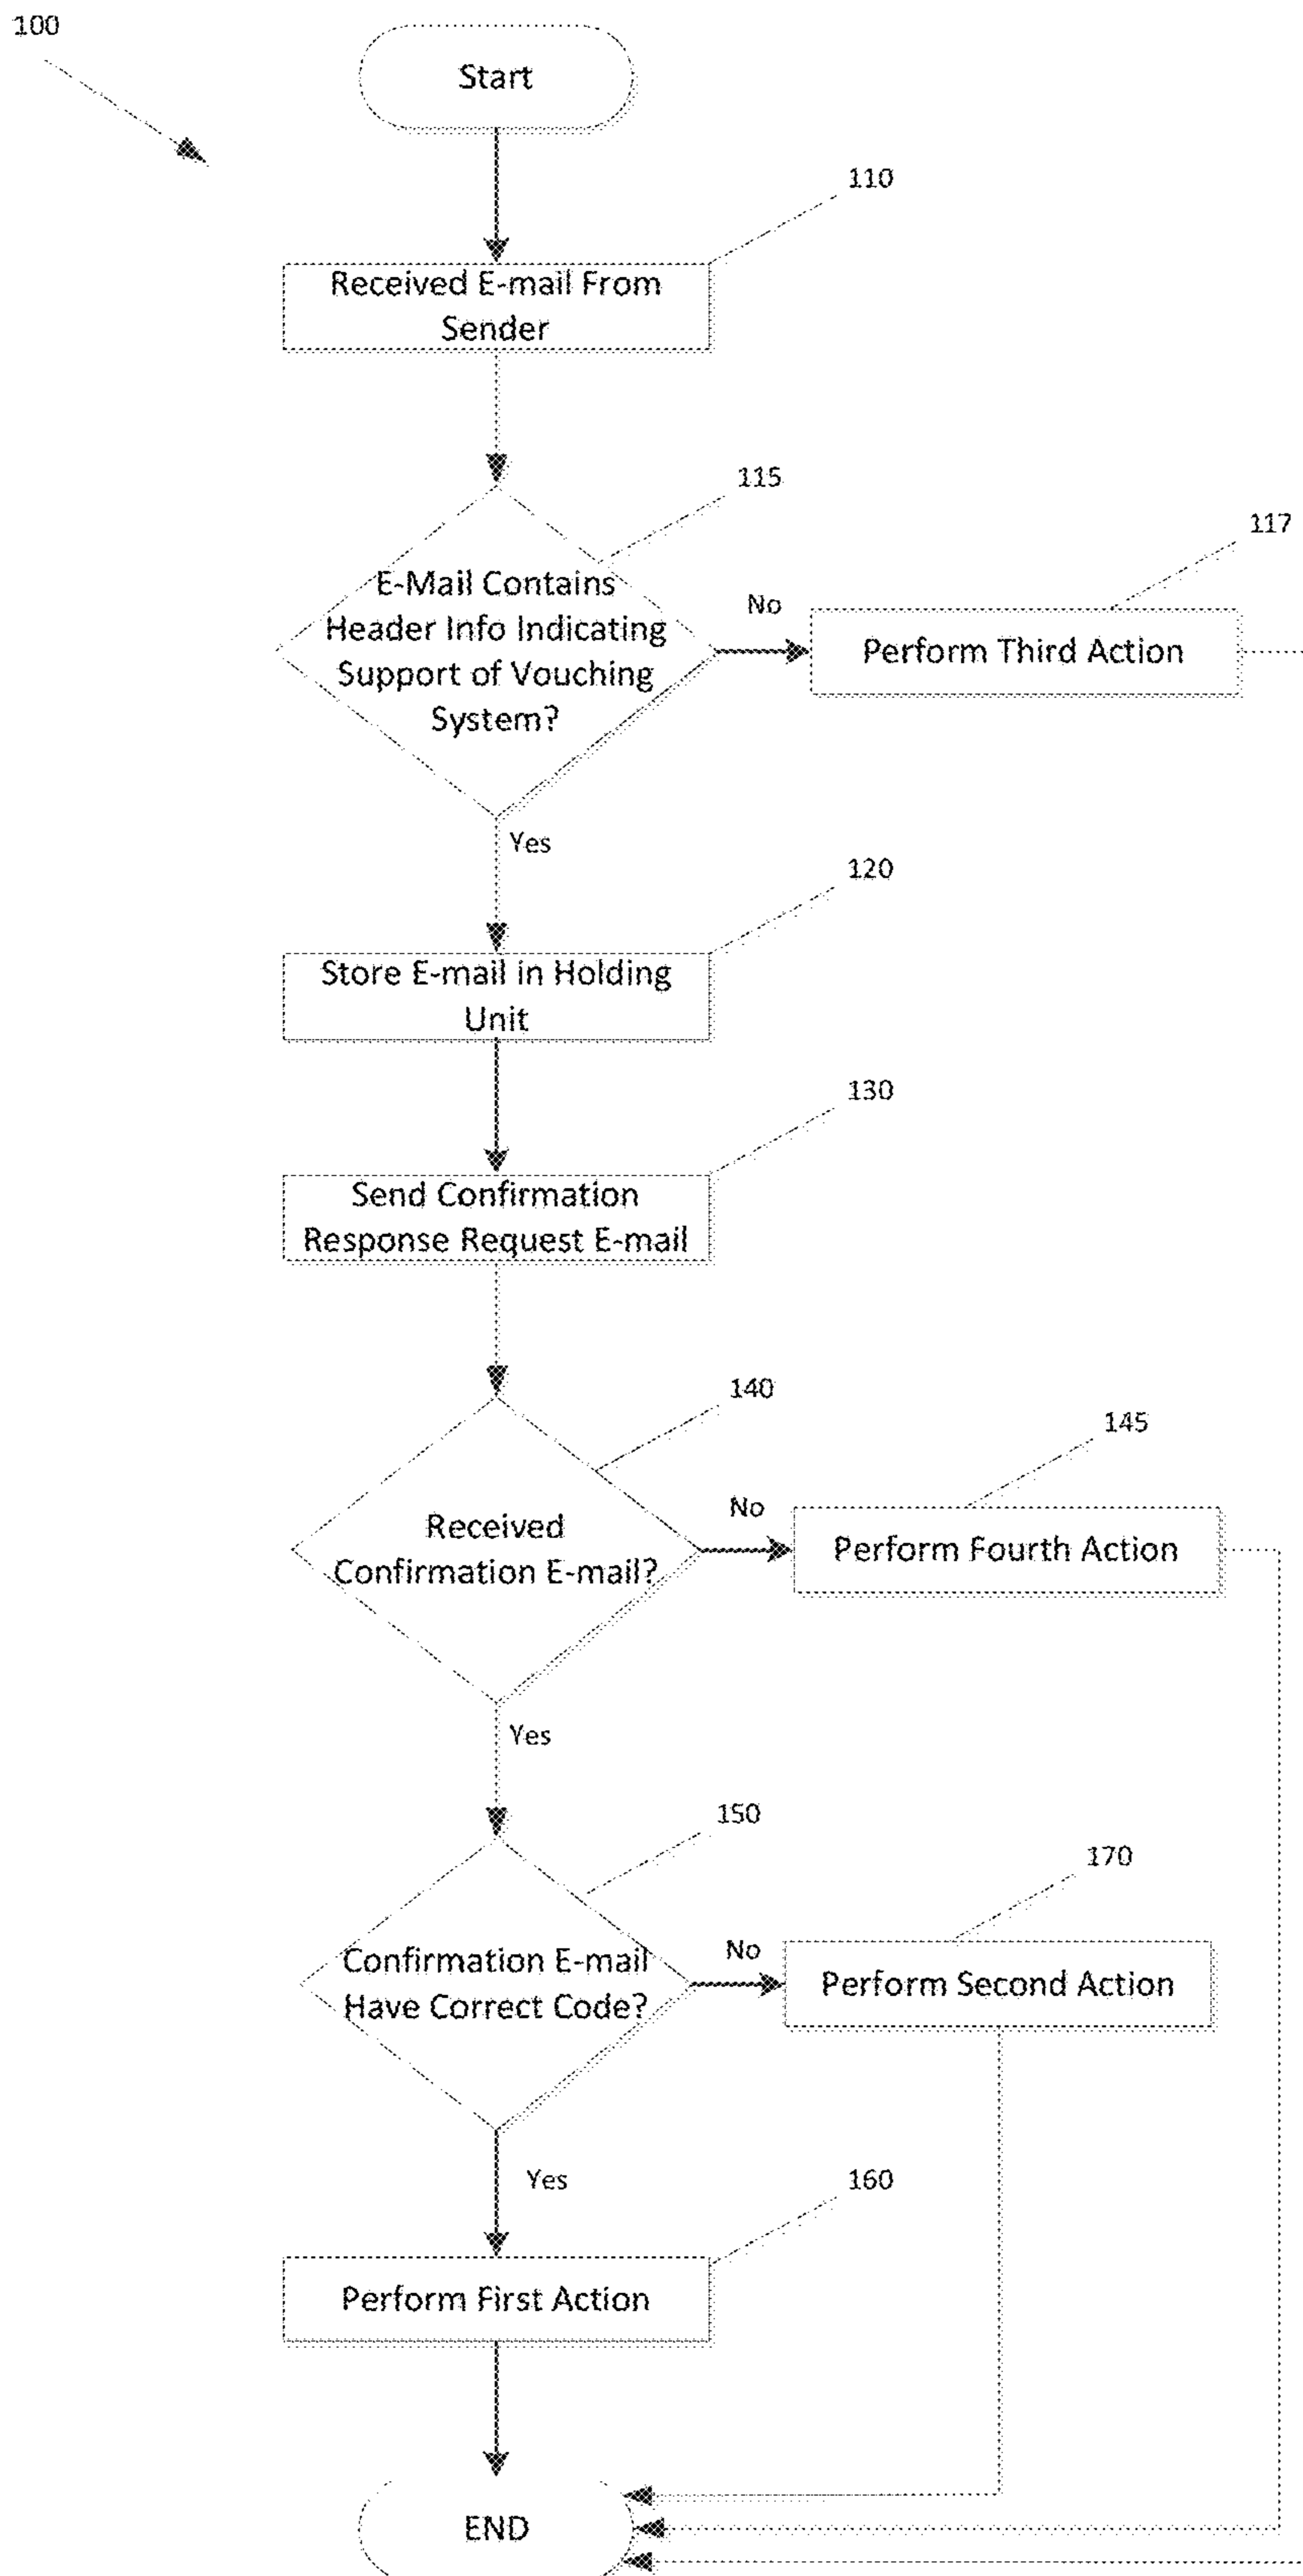 100
Start
110
Received E-mail From
Sender
115
117
E-Mail Contains
Header Info Indicating
Support of Vouching
System?
No
Perform Third Action
Yes
120
Store E-mail in Holding
Unit
130
Send Confirmation
Response Request E-mail
140
145
Received
Confirmation E-mail?
No
Perform Fourth Action
Yes
150
170
Confirmation E-mail
Have Correct Code?
No
Perform Second Action
Yes
160
Perform First Action
END